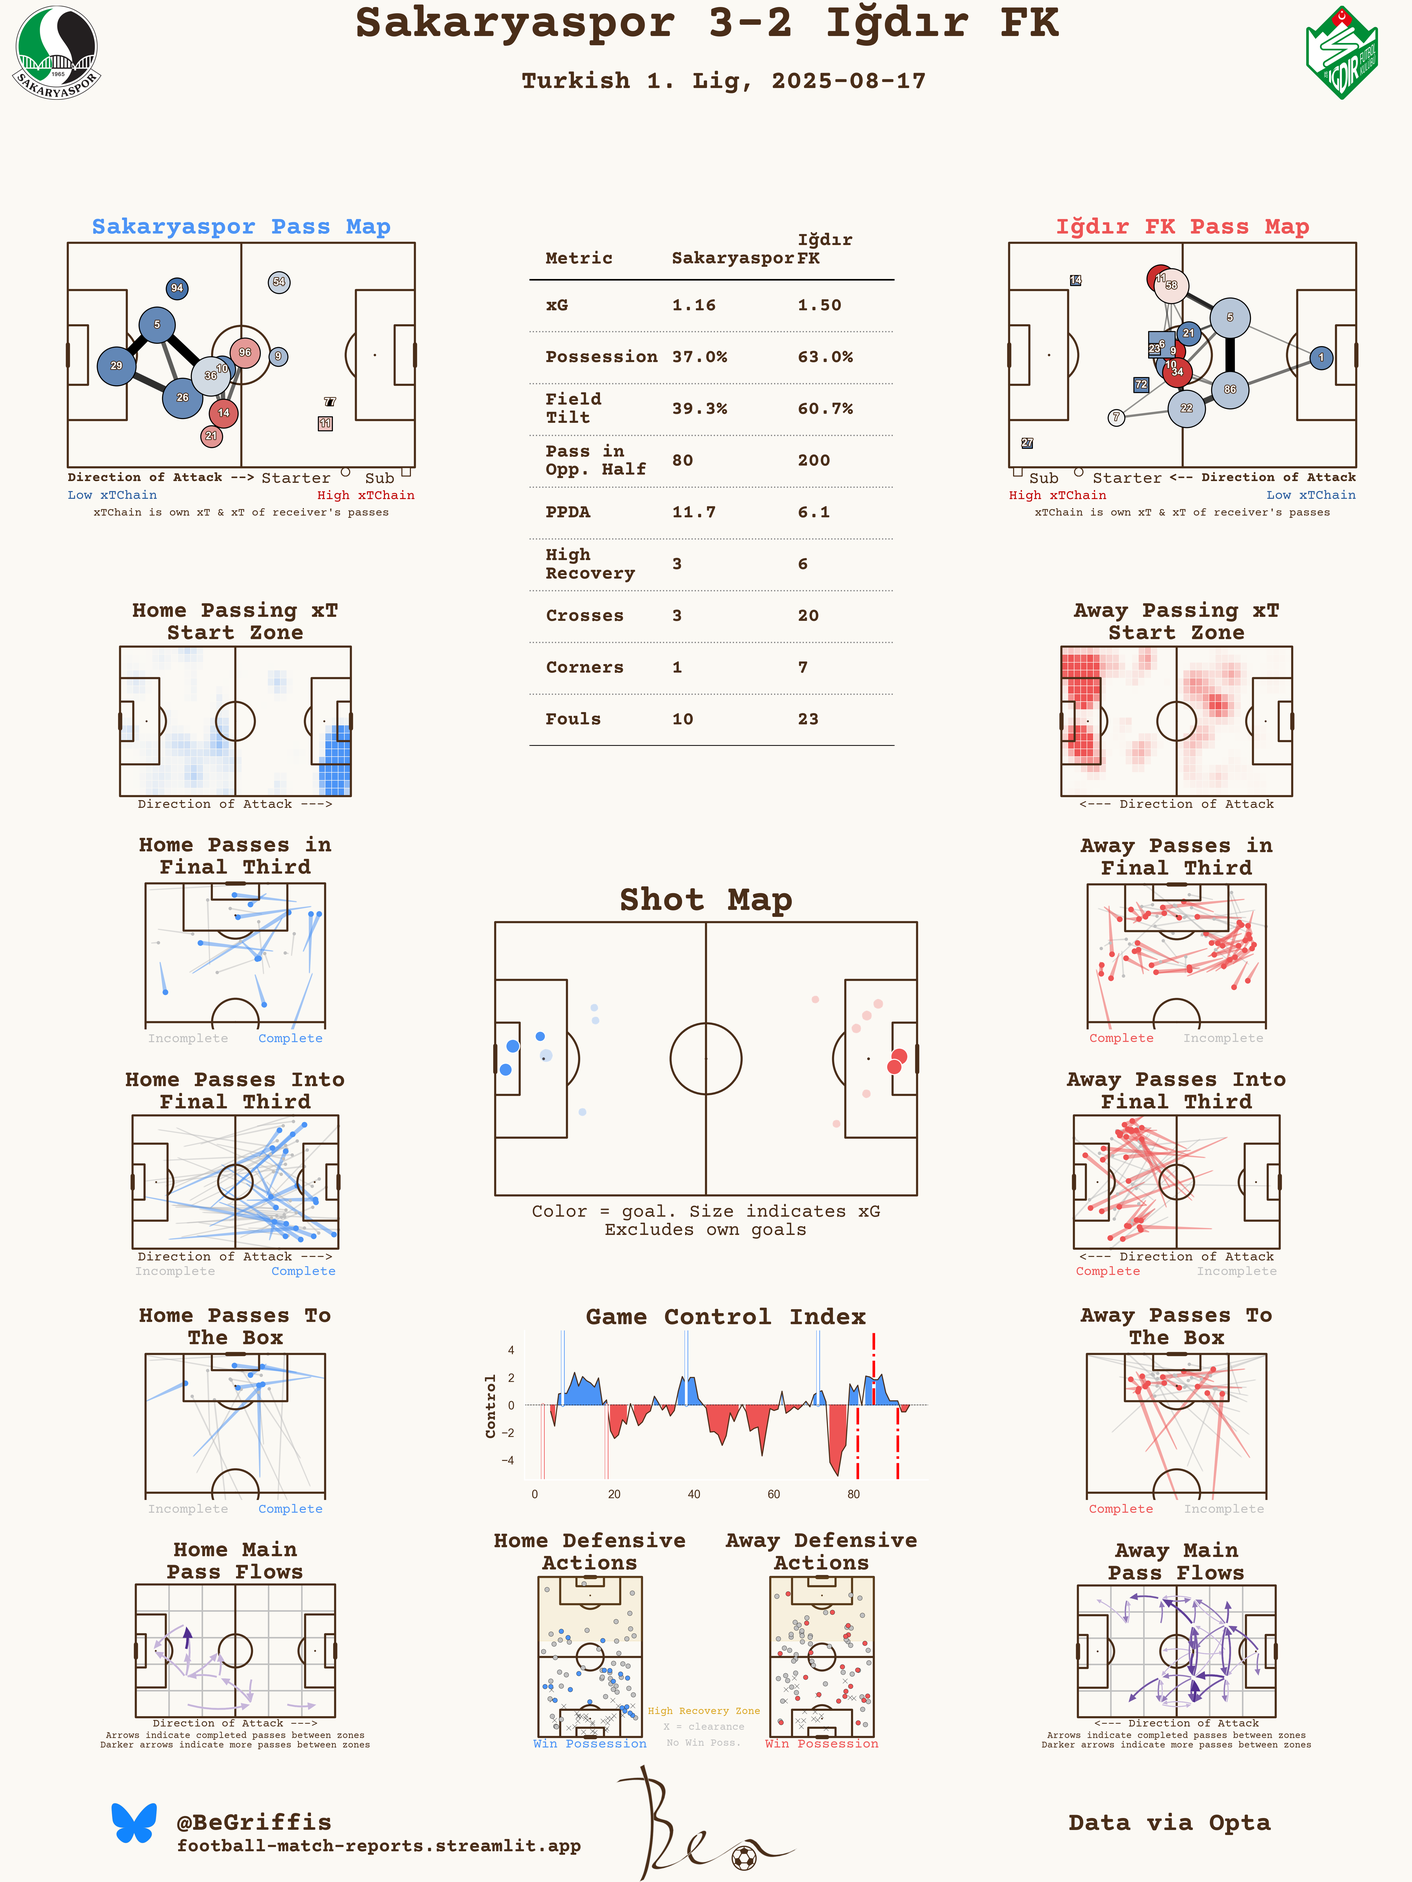 Sakaryaspor 3-2 Iğdır FK
Turkish 1. Lig, 2025-08-17
SAKARYASPOR
1965
IĞDIR
FUTBOL
KULÜBÜ
Sakaryaspor Pass Map
94
54
5
96
9
29
10
36
26
14
21
77
11
Direction of Attack --> Starter Sub
Low xTChain High xTChain
xTChain is own xT & xT of receiver's passes
Metric Sakaryaspor Iğdır
FK
xG 1.16 1.50
Possession 37.0% 63.0%
Field
Tilt 39.3% 60.7%
Pass in
Opp. Half 80 200
PPDA 11.7 6.1
High
Recovery 3 6
Crosses 3 20
Corners 1 7
Fouls 10 23
Iğdır FK Pass Map
14
11
58
5
21
6
23
9
1
10
34
72
86
22
7
27
Sub Starter <-- Direction of Attack
High xTChain Low xTChain
xTChain is own xT & xT of receiver's passes
Home Passing xT
Start Zone
Direction of Attack --->
Away Passing xT
Start Zone
<--- Direction of Attack
Home Passes in
Final Third
Incomplete Complete
Away Passes in
Final Third
Complete Incomplete
Shot Map
Color = goal. Size indicates xG
Excludes own goals
Home Passes Into
Final Third
Direction of Attack --->
Incomplete Complete
Away Passes Into
Final Third
<--- Direction of Attack
Complete Incomplete
Home Passes To
The Box
Incomplete Complete
Game Control Index
Control
4
2
0
−2
−4
0 20 40 60 80
Away Passes To
The Box
Complete Incomplete
Home Main
Pass Flows
Direction of Attack --->
Arrows indicate completed passes between zones
Darker arrows indicate more passes between zones
Home Defensive
Actions
Win Possession
Away Defensive
Actions
Win Possession
High Recovery Zone
X = clearance
No Win Poss.
Away Main
Pass Flows
<--- Direction of Attack
Arrows indicate completed passes between zones
Darker arrows indicate more passes between zones
@BeGriffis
football-match-reports.streamlit.app
Ben
Data via Opta